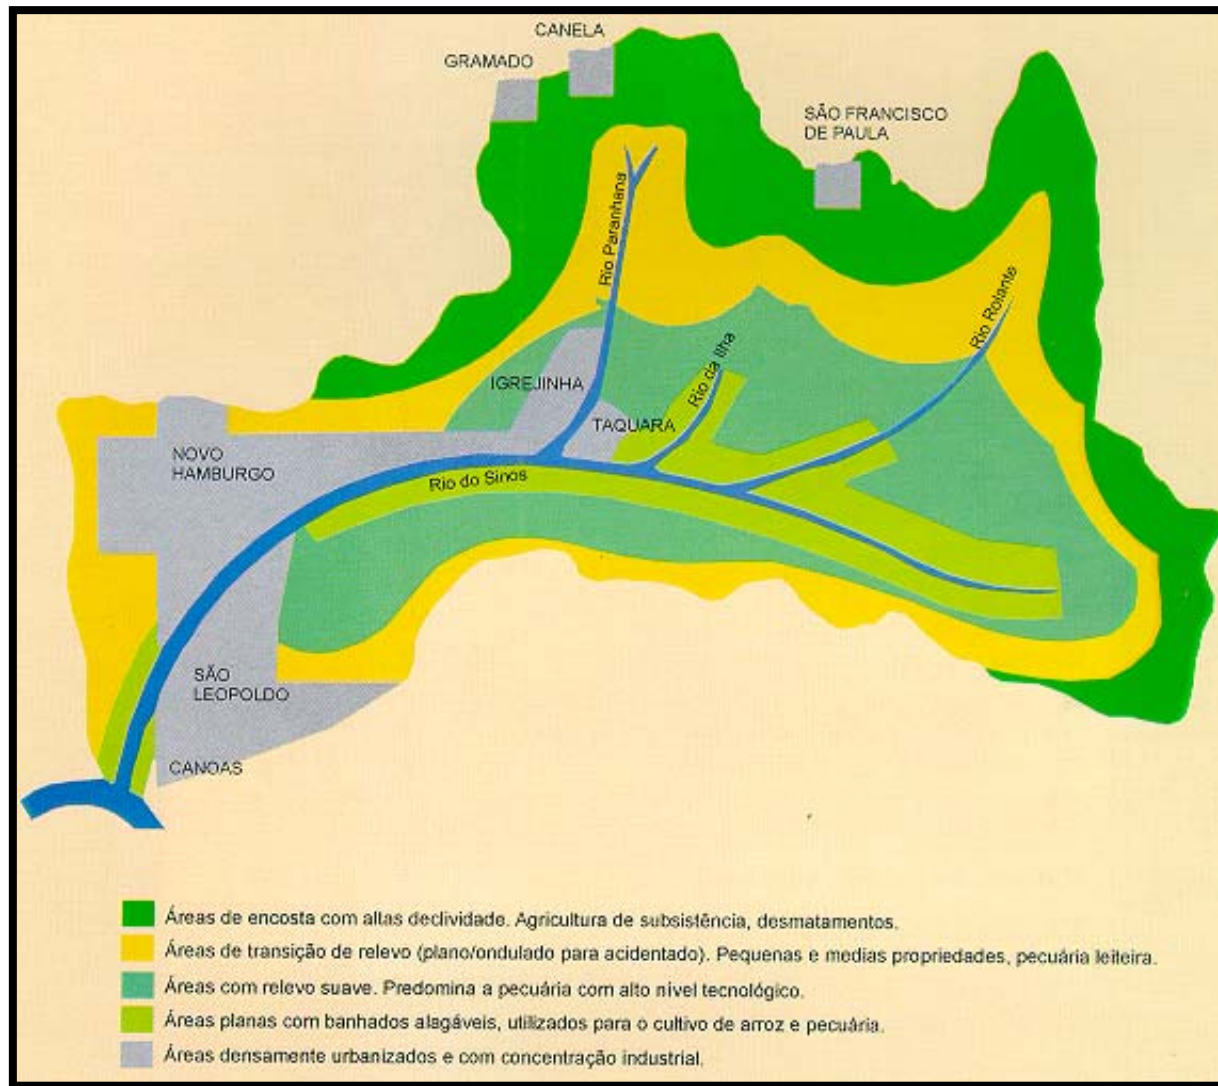 CANELA
GRAMADO
SÃO FRANCISCO
DE PAULA
Rio Paranhana
Rio Rolante
Rio da Ilha
IGREJINHA
TAQUARA
NOVO
HAMBURGO
Rio do Sinos
SÃO
LEOPOLDO
CANOAS
Áreas de encosta com altas declividade. Agricultura de subsistência, desmatamentos.
Áreas de transição de relevo (plano/ondulado para acidentado). Pequenas e medias propriedades, pecuária leiteira.
Áreas com relevo suave. Predomina a pecuária com alto nível tecnológico.
Áreas planas com banhados alagáveis, utilizados para o cultivo de arroz e pecuária.
Áreas densamente urbanizados e com concentração industrial.